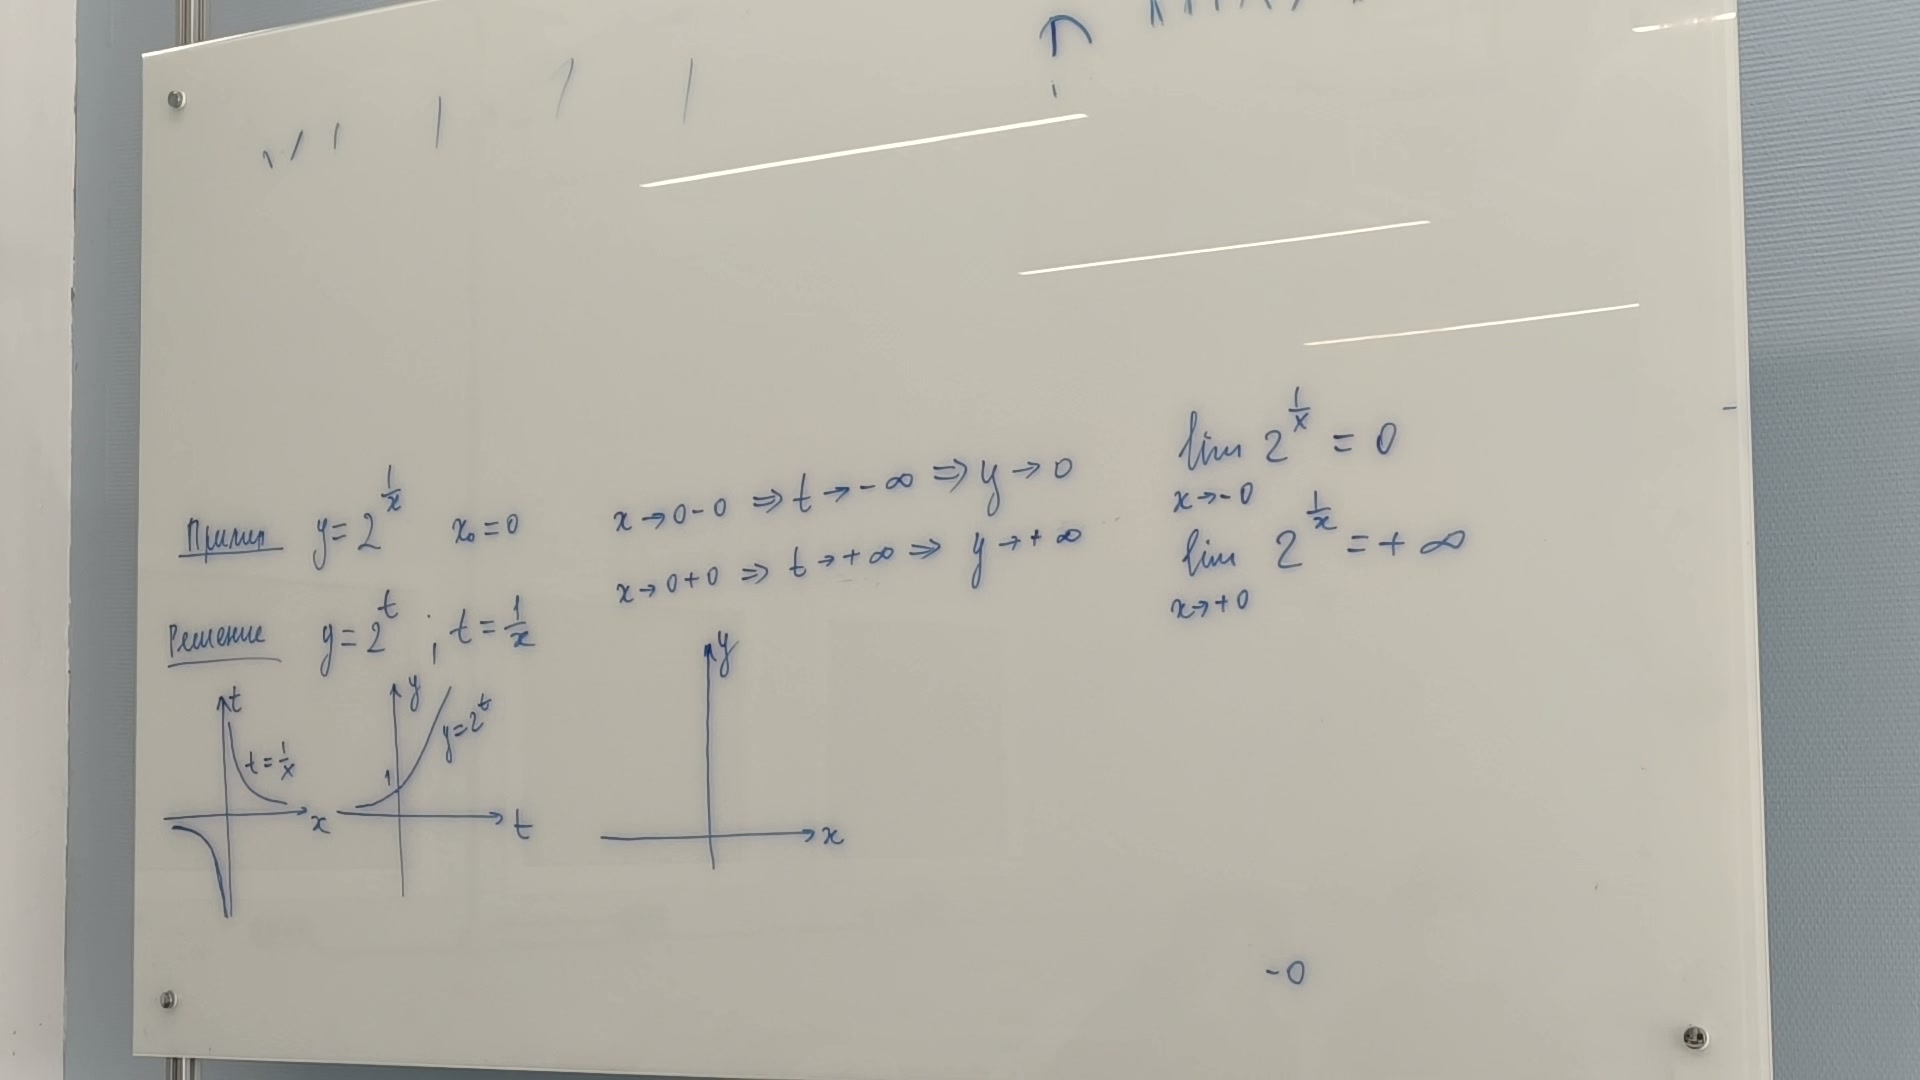 Пример y = 2^{1/x} x₀ = 0
Решение y = 2^t ; t = 1/x
t
t = 1/x
x
y
y = 2^t
1
t
x → 0-0 ⇒ t → -∞ ⇒ y → 0
x → 0+0 ⇒ t → +∞ ⇒ y → +∞
y
x
lim 2^{1/x} = 0
x → -0
lim 2^{1/x} = +∞
x → +0
-0